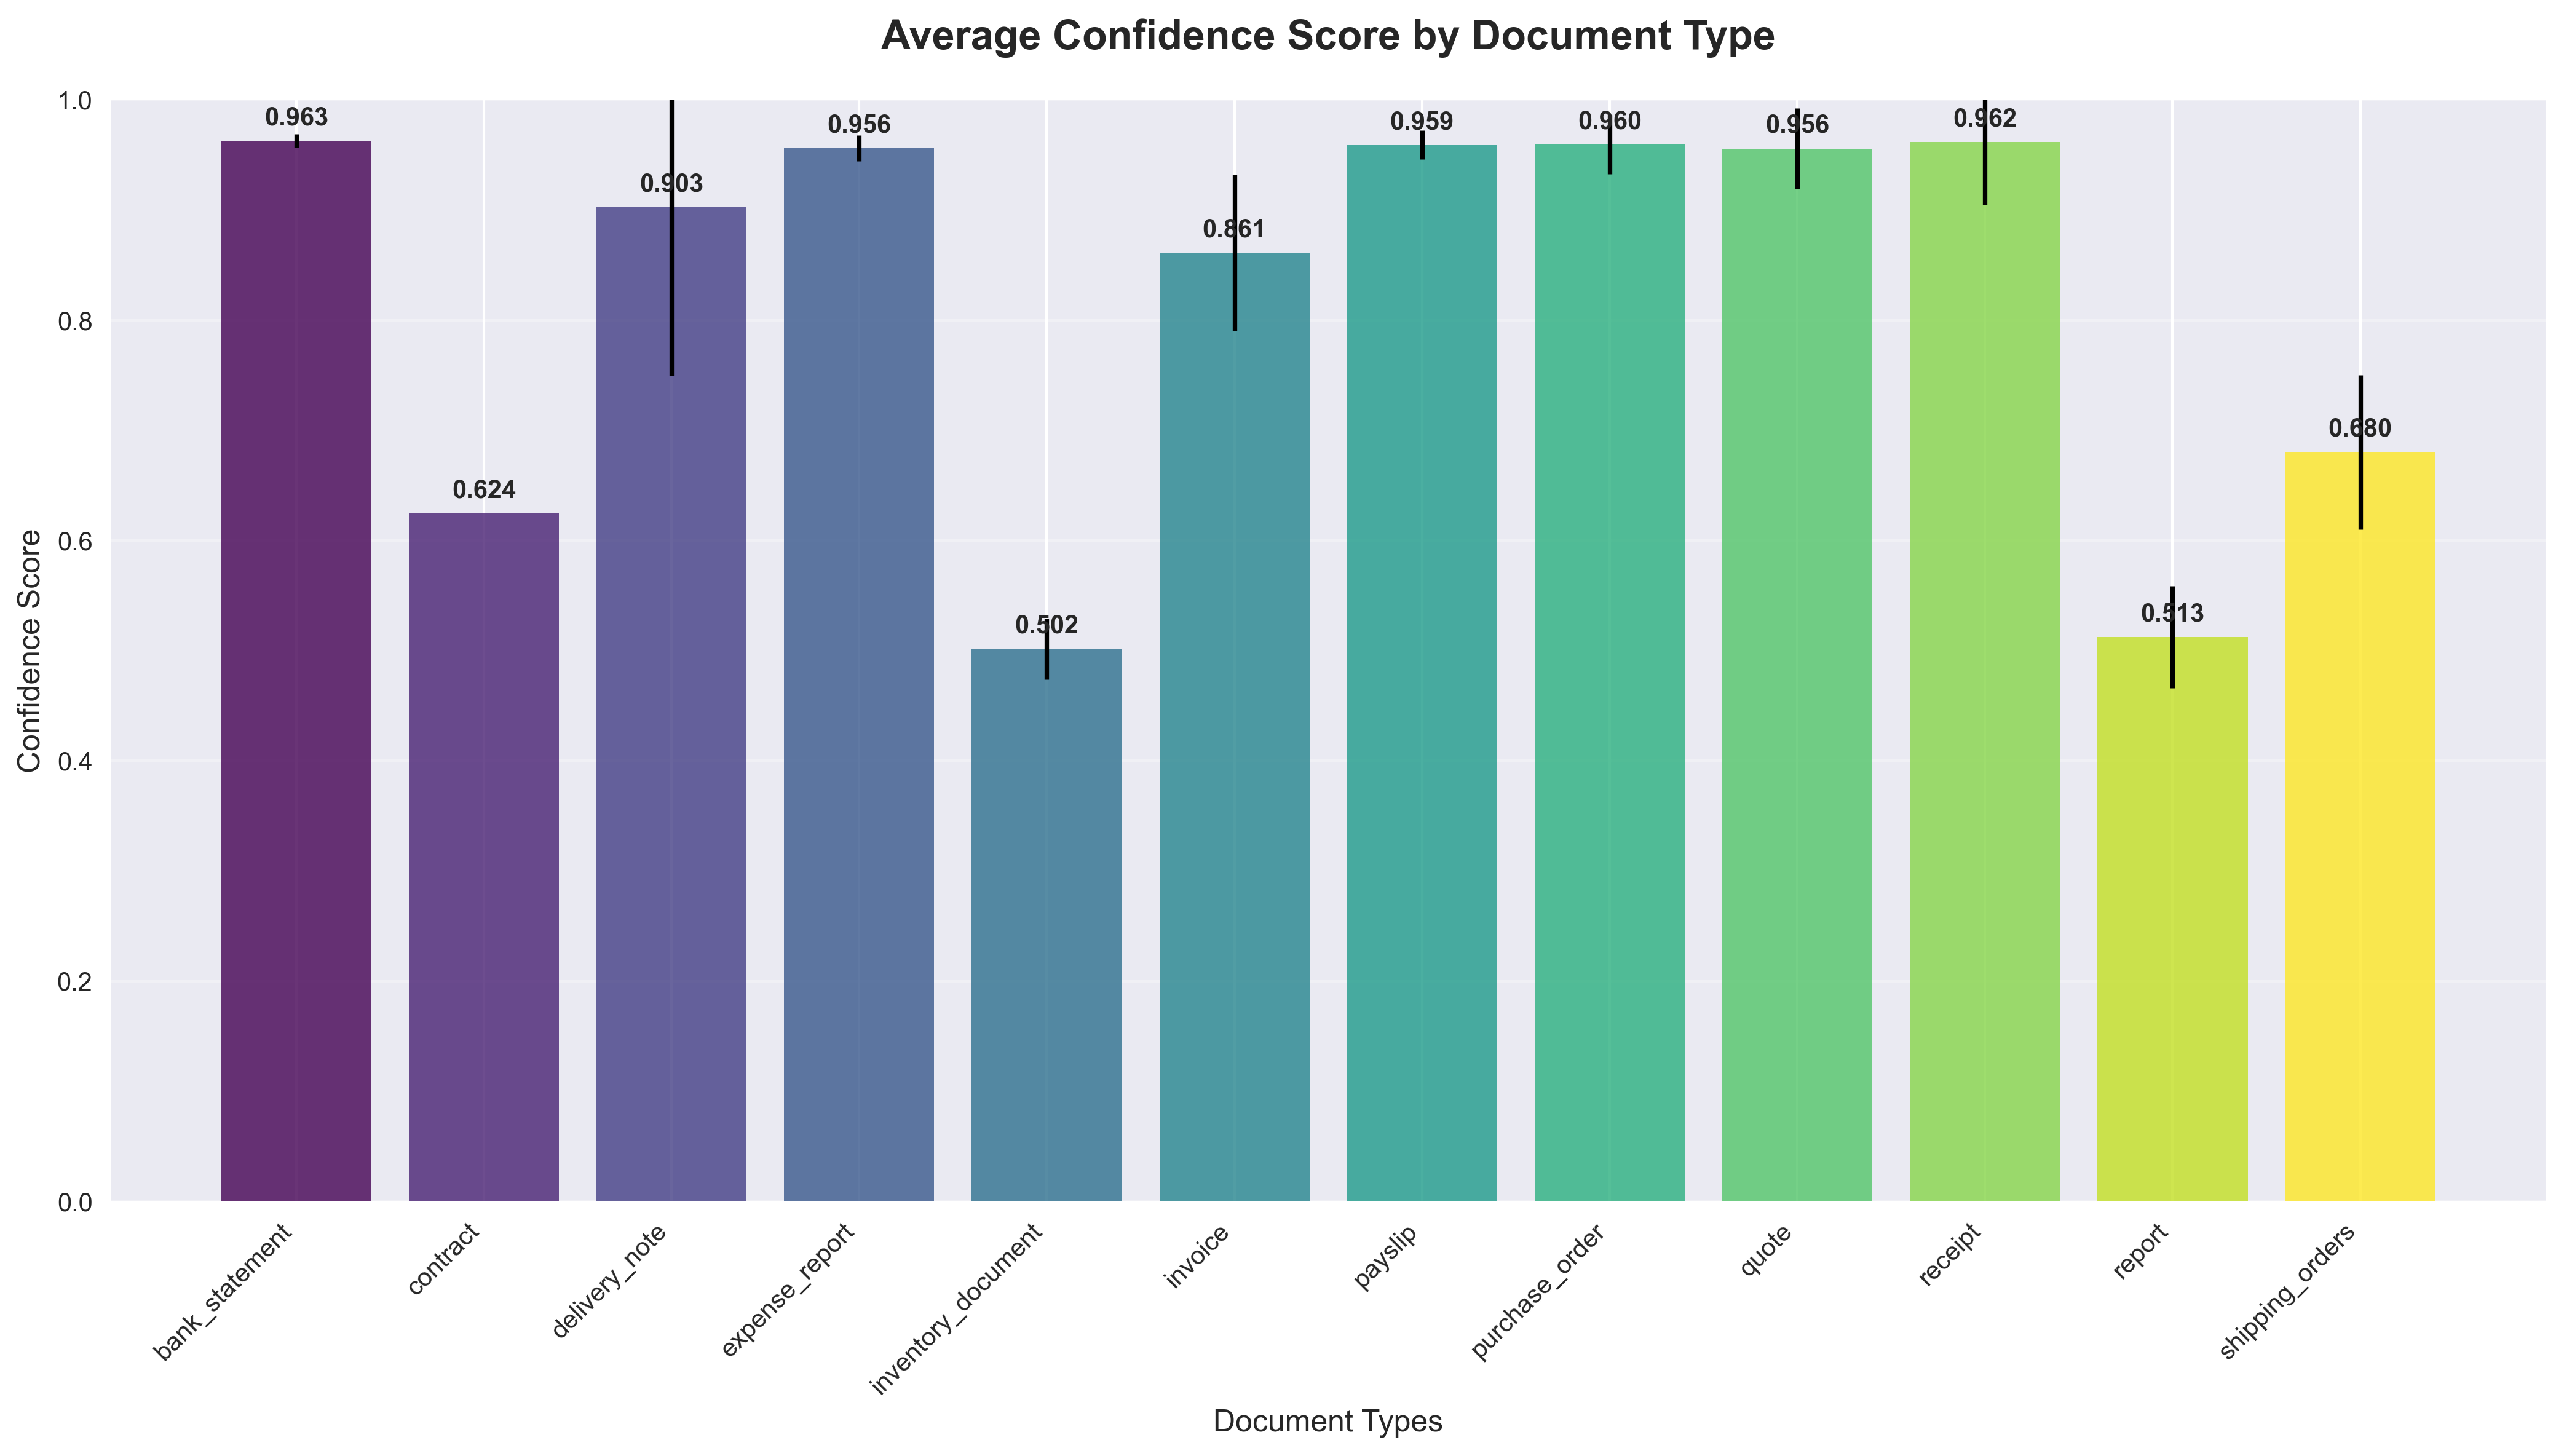 Average Confidence Score by Document Type
Confidence Score
1.0
0.8
0.6
0.4
0.2
0.0
0.963
0.624
0.903
0.956
0.502
0.861
0.959
0.960
0.956
0.962
0.513
0.680
bank_statement
contract
delivery_note
expense_report
inventory_document
invoice
payslip
purchase_order
quote
receipt
report
shipping_orders
Document Types